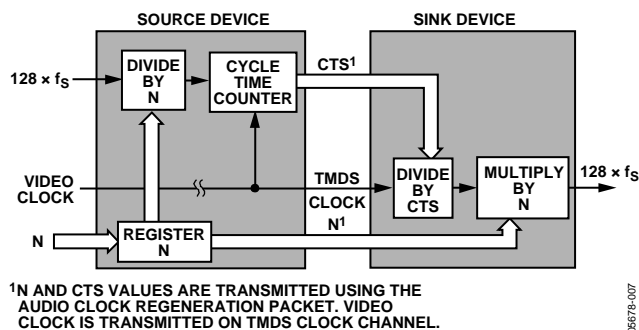 SOURCE DEVICE
SINK DEVICE
128 × fS
DIVIDE
BY
N
CYCLE
TIME
COUNTER
CTS1
VIDEO
CLOCK
TMDS
CLOCK
N1
DIVIDE
BY
CTS
MULTIPLY
BY
N
128 × fS
N
REGISTER
N
1N AND CTS VALUES ARE TRANSMITTED USING THE
AUDIO CLOCK REGENERATION PACKET. VIDEO
CLOCK IS TRANSMITTED ON TMDS CLOCK CHANNEL.
05678-007